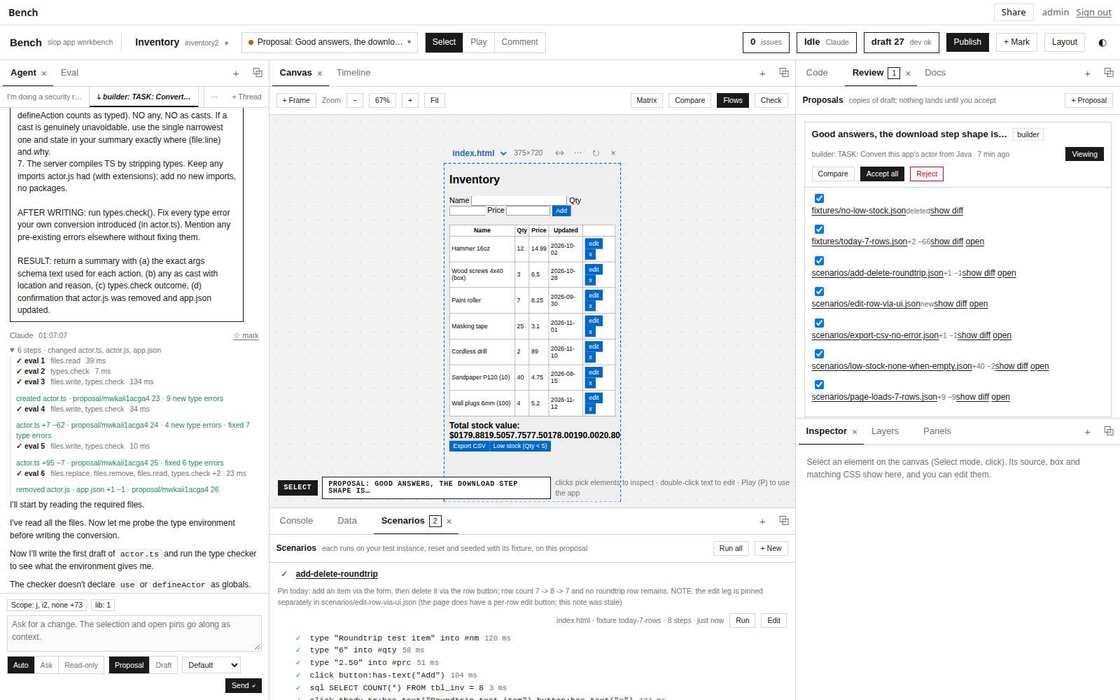 Bench
Share
admin
Sign out
Bench
slop app workbench
Inventory
inventory2
Proposal: Good answers, the downlo…
Select
Play
Comment
0 issues
Idle Claude
draft 27 dev ok
Publish
+ Mark
Layout
Agent
Eval
I'm doing a security r…
↳ builder: TASK: Convert…
+ Thread
defineAction counts as typed). NO any, NO as casts. If a
cast is genuinely unavoidable, use the single narrowest
one and state in your summary exactly where (file:line)
and why.
7. The server compiles TS by stripping types. Keep any
imports actor.js had (with extensions); add no new imports,
no packages.
AFTER WRITING: run types.check(). Fix every type error
your own conversion introduced (in actor.ts). Mention any
pre-existing errors elsewhere without fixing them.
RESULT: return a summary with (a) the exact args
schema text used for each action, (b) any as cast with
location and reason, (c) types.check outcome, (d)
confirmation that actor.js was removed and app.json
updated.
Claude 01:07:07
☆ mark
▾ 6 steps · changed actor.ts, actor.js, app.json
✓ eval 1 files.read 39 ms
✓ eval 2 types.check 7 ms
✓ eval 3 files.write, types.check 134 ms
created actor.ts · proposal/mwkaii1acga4 23 · 9 new type errors
✓ eval 4 files.write, types.check 34 ms
actor.ts +7 −62 · proposal/mwkaii1acga4 24 · 4 new type errors · fixed 7
type errors
✓ eval 5 files.write, types.check 10 ms
actor.ts +95 −7 · proposal/mwkaii1acga4 25 · fixed 6 type errors
✓ eval 6 files.replace, files.remove, files.read, types.check +2 23 ms
removed actor.js · app.json +1 −1 · proposal/mwkaii1acga4 26
I'll start by reading the required files.
I've read all the files. Now let me probe the type environment
before writing the conversion.
Now I'll write the first draft of actor.ts and run the type checker
to see what the environment gives me.
The checker doesn't declare use or defineActor as globals.
Scope: j, i2, none +73
lib: 1
Ask for a change. The selection and open pins go along as
context.
Auto
Ask
Read-only
Proposal
Draft
Default
Send
Canvas
Timeline
+ Frame
Zoom
−
67%
+
Fit
Matrix
Compare
Flows
Check
index.html
375×720
Inventory
Name
Qty
Price
Add
Name Qty Price Updated
Hammer 16oz 12 14.99 2026-10-02 edit x
Wood screws 4x40 (box) 3 6.5 2026-10-28 edit x
Paint roller 7 8.25 2026-09-30 edit x
Masking tape 25 3.1 2026-11-01 edit x
Cordless drill 2 89 2026-11-10 edit x
Sandpaper P120 (10) 40 4.75 2026-08-15 edit x
Wall plugs 6mm (100) 4 5.2 2026-11-12 edit x
Total stock value:
$0179.8819.5057.7577.50178.00190.0020.80
Export CSV
Low stock (Qty < 5)
SELECT
PROPOSAL: GOOD ANSWERS, THE DOWNLOAD STEP
SHAPE IS…
clicks pick elements to inspect · double-click text to edit · Play (P) to use
the app
Console
Data
Scenarios 2
Scenarios
each runs on your test instance, reset and seeded with its fixture, on this proposal
Run all
+ New
✓ add-delete-roundtrip
Pin today: add an item via the form, then delete it via the row button; row count 7 -> 8 -> 7 and no roundtrip row remains. NOTE: the edit leg is pinned
separately in scenarios/edit-row-via-ui.json (the page does have a per-row edit button; this note was stale)
index html · fixture today-7-rows · 8 steps just now
Run
Edit
✓ type "Roundtrip test item" into #nm 120 ms
✓ type "6" into #qty 58 ms
✓ type "2.50" into #prc 51 ms
✓ click button:has-text("Add") 104 ms
✓ sql SELECT COUNT(*) FROM tbl_inv = 8 3 ms
Code
Review 1
Docs
Proposals
copies of draft; nothing lands until you accept
+ Proposal
Good answers, the download step shape is…
builder
builder: TASK: Convert this app's actor from Java 7 min ago
Viewing
Compare
Accept all
Reject
fixtures/no-low-stock.json deleted show diff
fixtures/today-7-rows.json +2 −66 show diff open
scenarios/add-delete-roundtrip.json +1 −1 show diff open
scenarios/edit-row-via-ui.json new show diff open
scenarios/export-csv-no-error.json +1 −1 show diff open
scenarios/low-stock-none-when-empty.json +40 −2 show diff open
scenarios/page-loads-7-rows.json +9 −9 show diff open
Inspector
Layers
Panels
Select an element on the canvas (Select mode, click). Its source, box and
matching CSS show here, and you can edit them.